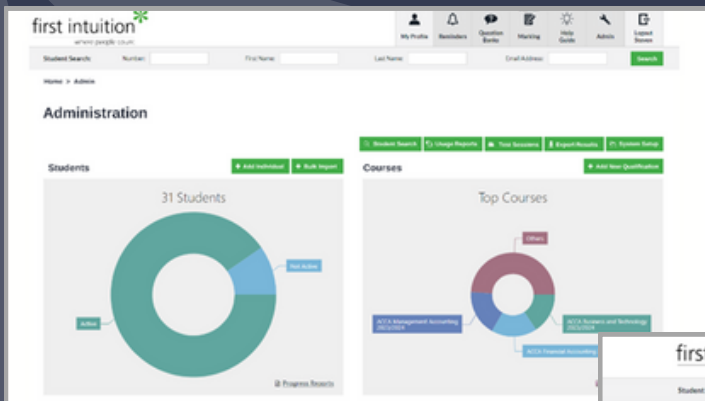 first intuition
where people count
My Profile
Reminders
Question Banks
Marking
Help Guide
Admin
Logout Steven
Student Search:
Number:
First Name:
Last Name:
Email Address:
Search
Home > Admin
Administration
Student Search
Usage Reports
Test Sessions
Export Results
System Setup
Students
+ Add Individual
+ Bulk Import
Courses
+ Add New Qualification
31 Students
Top Courses
Not Active
Active
Others
ACCA Management Accounting 2023/2024
ACCA Business and Technology 2023/2024
ACCA Financial Accounting
Progress Reports
firs
Student